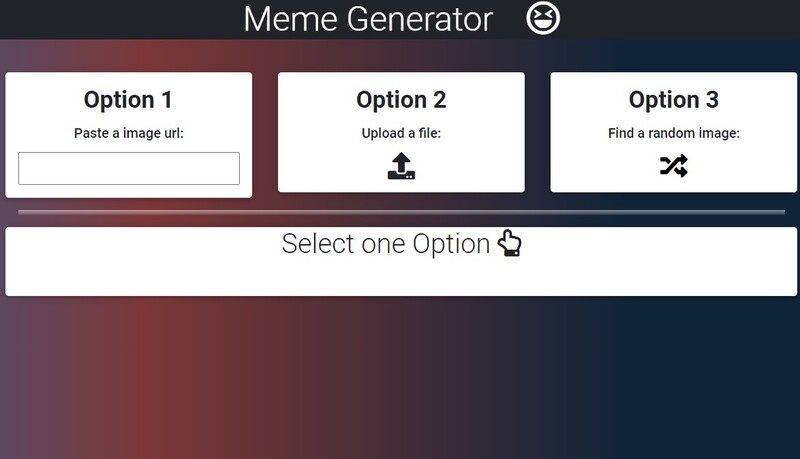 Meme Generator
Option 1
Paste a image url:
Option 2
Upload a file:
Option 3
Find a random image:
Select one Option